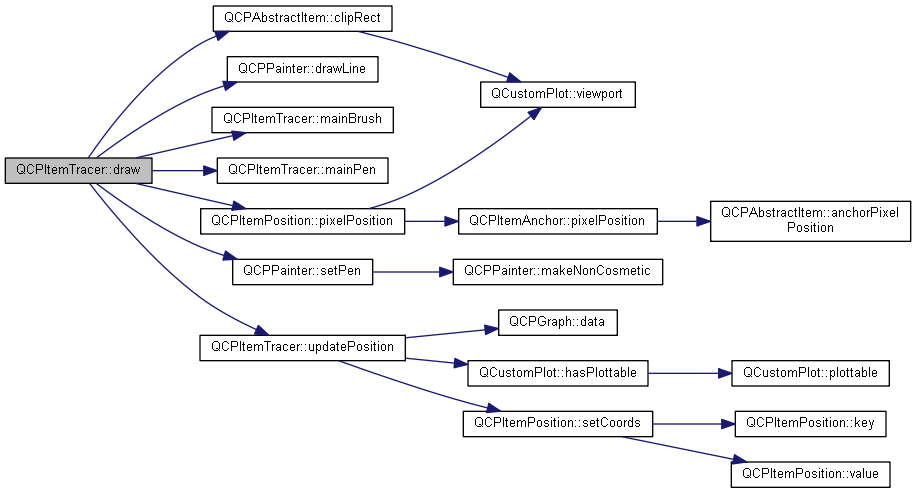 QCPAbstractItem::clipRect
QCPPainter::drawLine
QCustomPlot::viewport
QCPItemTracer::mainBrush
QCPItemTracer::draw
QCPItemTracer::mainPen
QCPItemPosition::pixelPosition
QCPItemAnchor::pixelPosition
QCPAbstractItem::anchorPixel
Position
QCPPainter::setPen
QCPPainter::makeNonCosmetic
QCPGraph::data
QCPItemTracer::updatePosition
QCustomPlot::hasPlottable
QCustomPlot::plottable
QCPItemPosition::setCoords
QCPItemPosition::key
QCPItemPosition::value